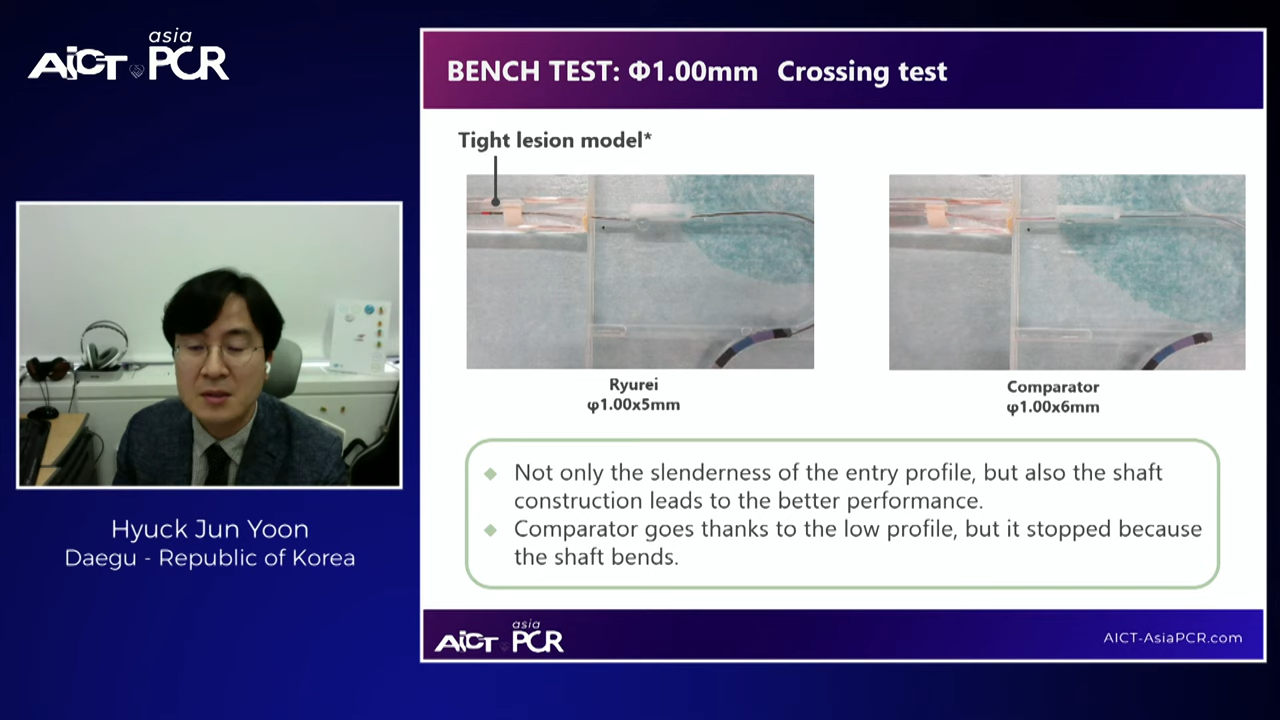 asia
AICT PCR
Hyuck Jun Yoon
Daegu - Republic of Korea
BENCH TEST: Φ1.00mm Crossing test
Tight lesion model*
Ryurei
φ1.00x5mm
Comparator
φ1.00x6mm
Not only the slenderness of the entry profile, but also the shaft
construction leads to the better performance.
Comparator goes thanks to the low profile, but it stopped because
the shaft bends.
asia
AICT PCR
AICT-AsiaPCR.com